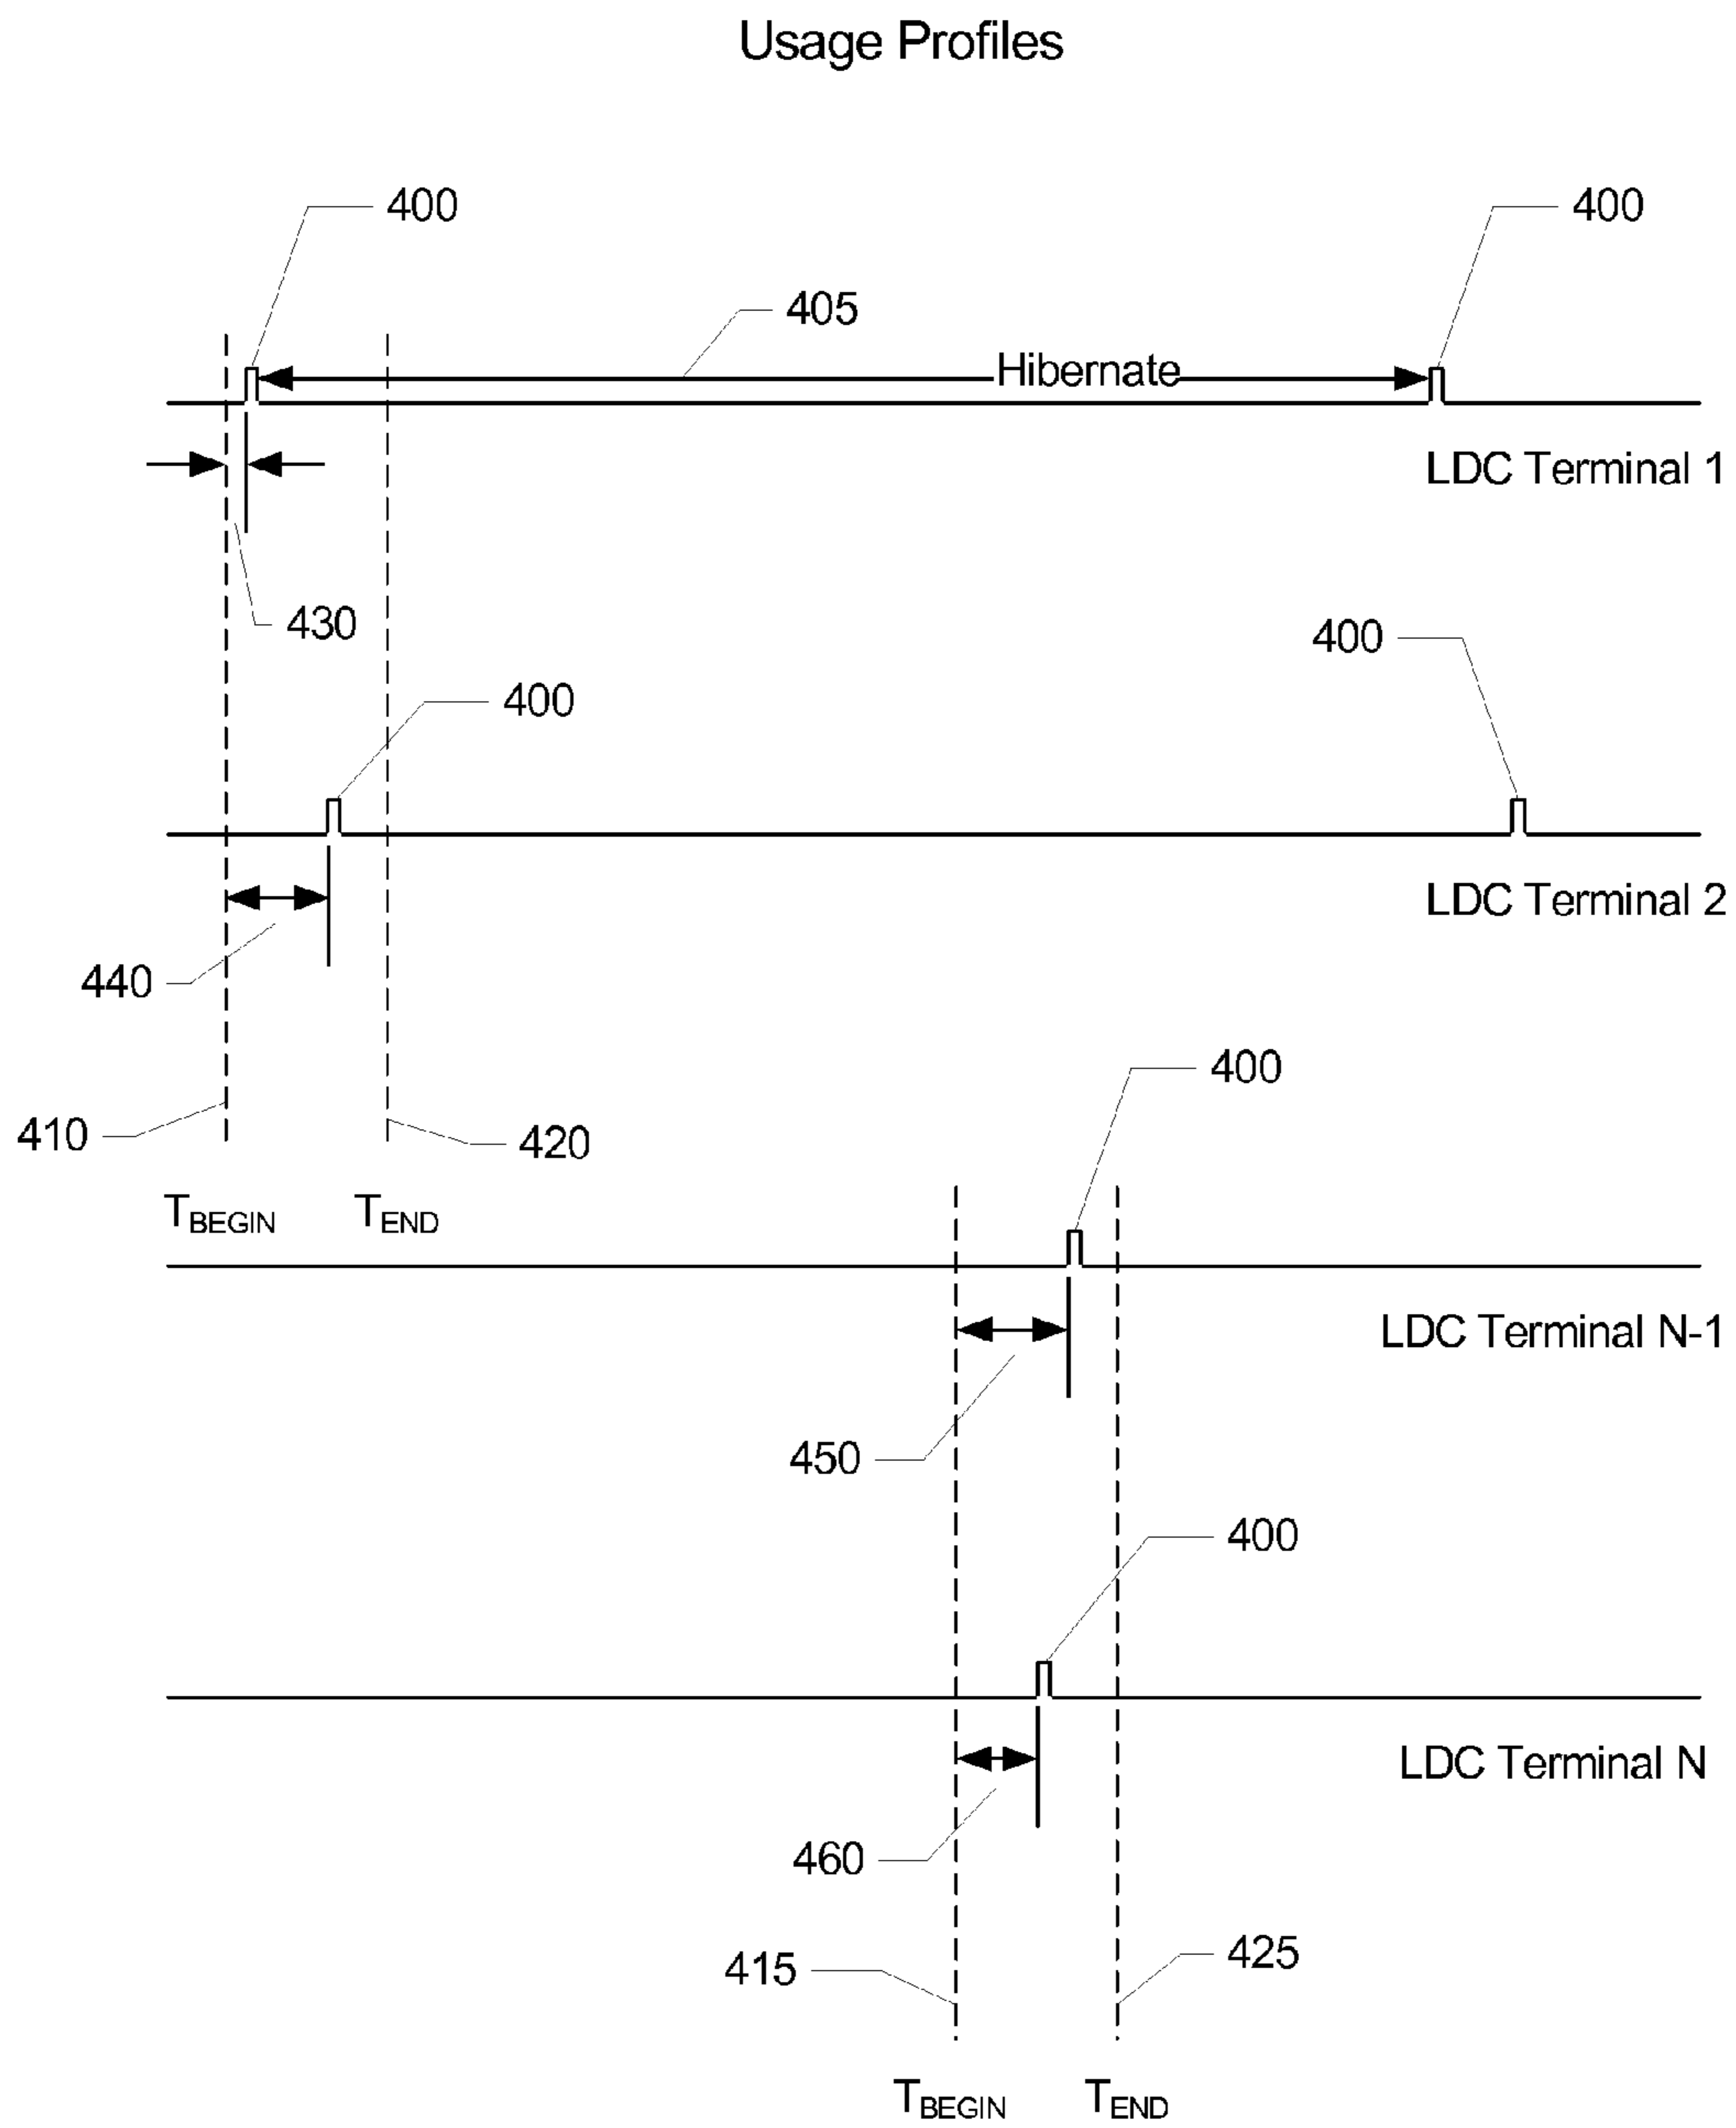 Usage Profiles
400
400
405
Hibernate
LDC Terminal 1
430
400
400
LDC Terminal 2
440
400
410
420
TBEGIN
TEND
LDC Terminal N-1
450
400
LDC Terminal N
460
415
425
TBEGIN
TEND